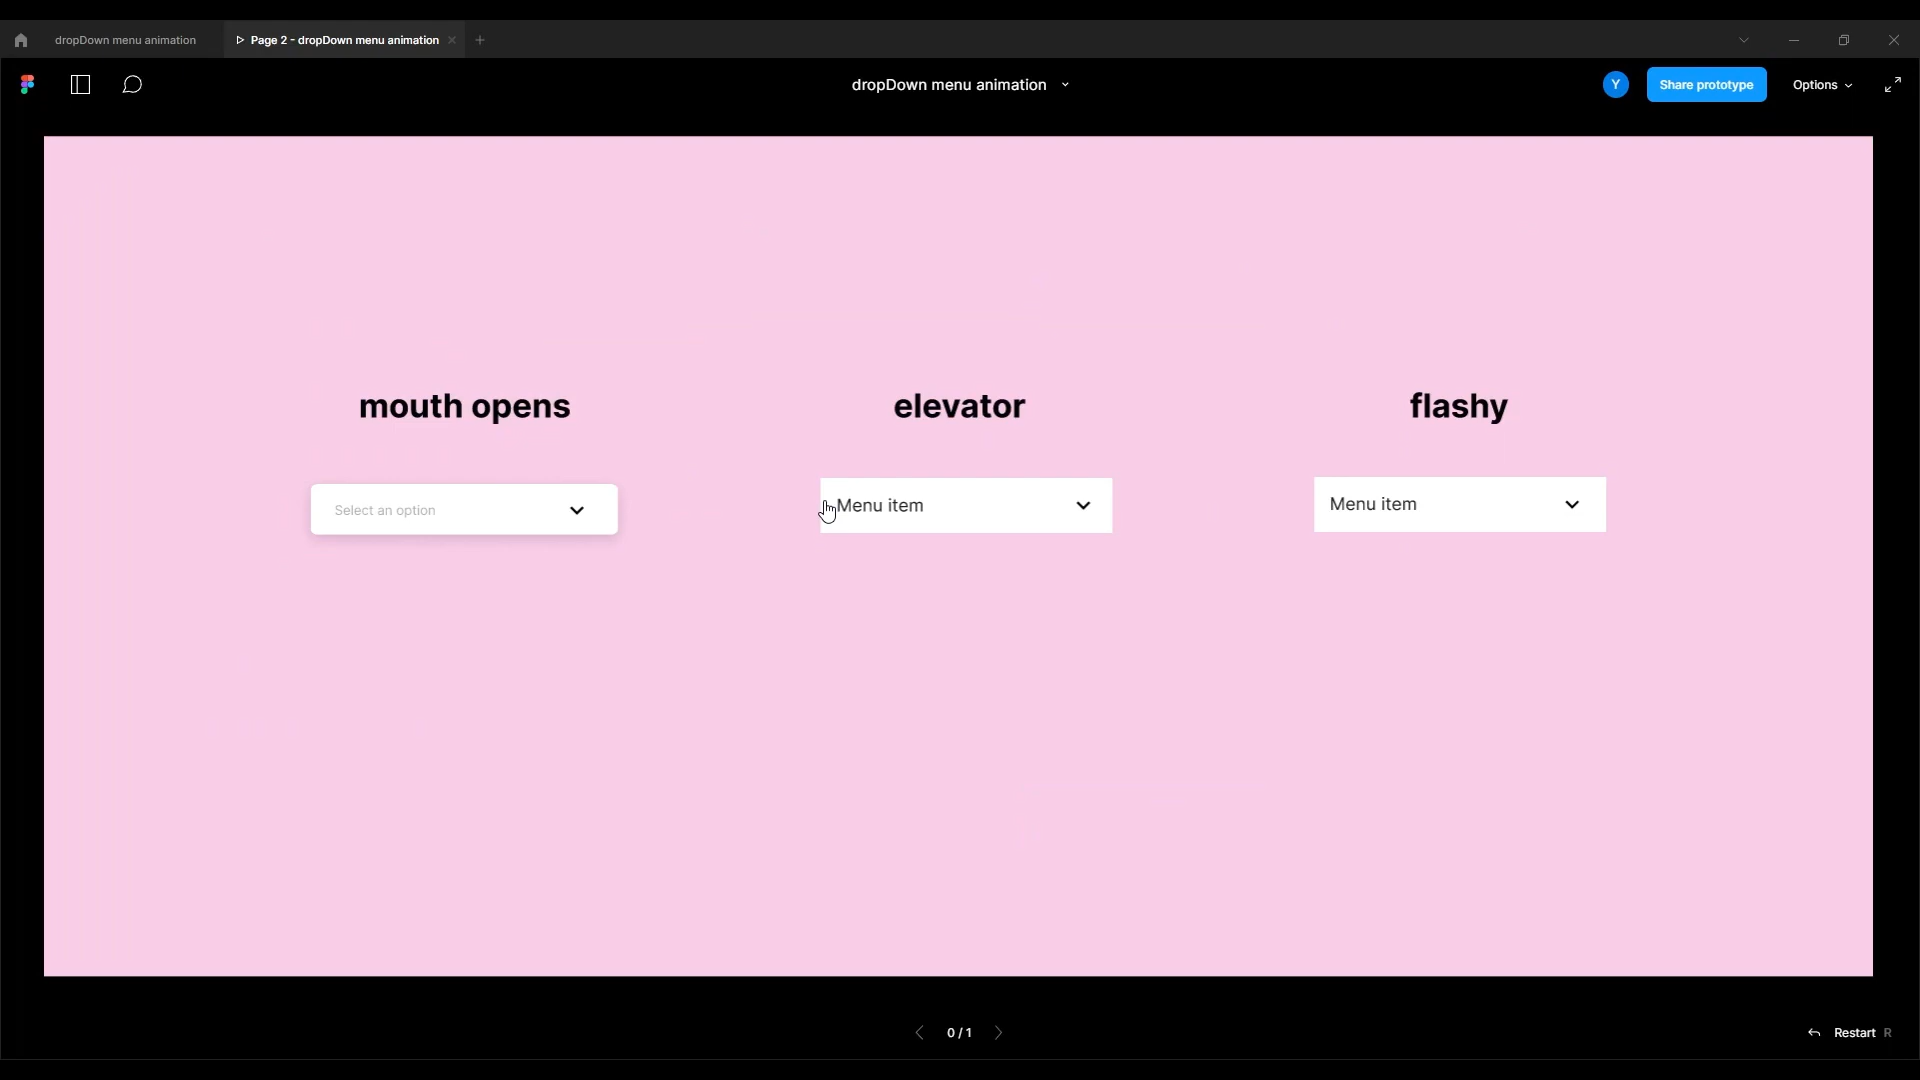 dropDown menu animation
Page 2 - dropDown menu animation
dropDown menu animation
Y
Share prototype
Options
mouth opens
elevator
flashy
Select an option
Menu item
Menu item
0 / 1
Restart R